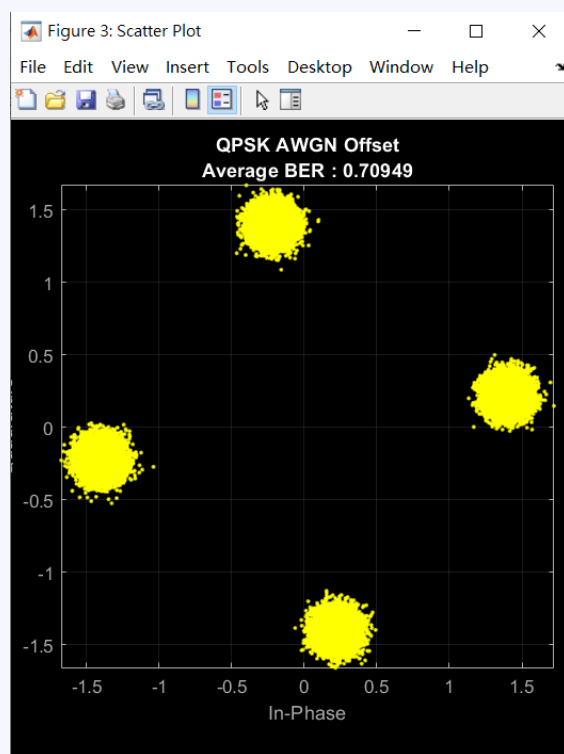 Figure 3: Scatter Plot
File Edit View Insert Tools Desktop Window Help
QPSK AWGN Offset
Average BER : 0.70949
1.5
1
0.5
0
-0.5
-1
-1.5
-1.5 -1 -0.5 0 0.5 1 1.5
In-Phase